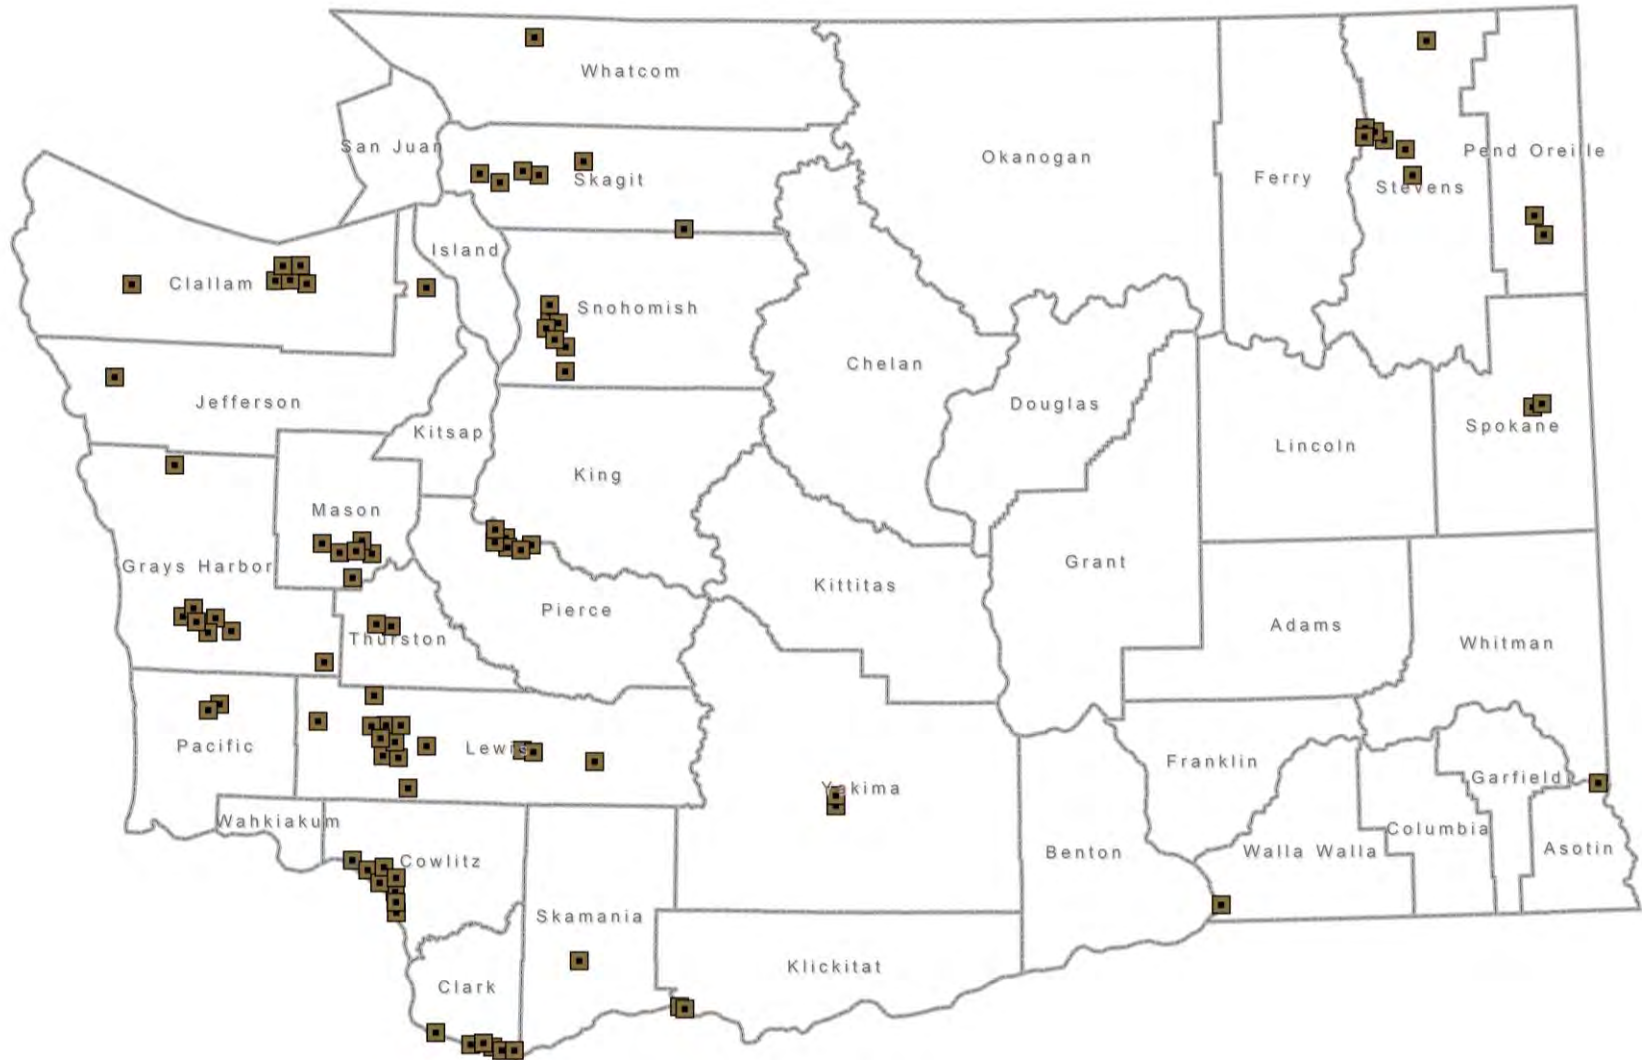 Whatcom
San Juan
Okanogan
Pend Oreille
Skagit
Ferry
Stevens
Island
Clallam
Snohomish
Chelan
Jefferson
Douglas
Kitsap
Spokane
Lincoln
King
Mason
Grant
Grays Harbor
Kittitas
Pierce
Adams
Thurston
Whitman
Pacific
Lewis
Franklin
Garfield
Yakima
Wahkiakum
Columbia
Asotin
Benton
Walla Walla
Cowlitz
Skamania
Klickitat
Clark